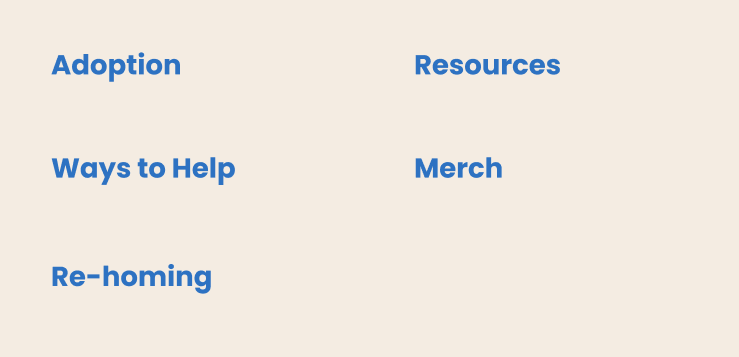 Adoption
Resources
Ways to Help
Merch
Re-homing